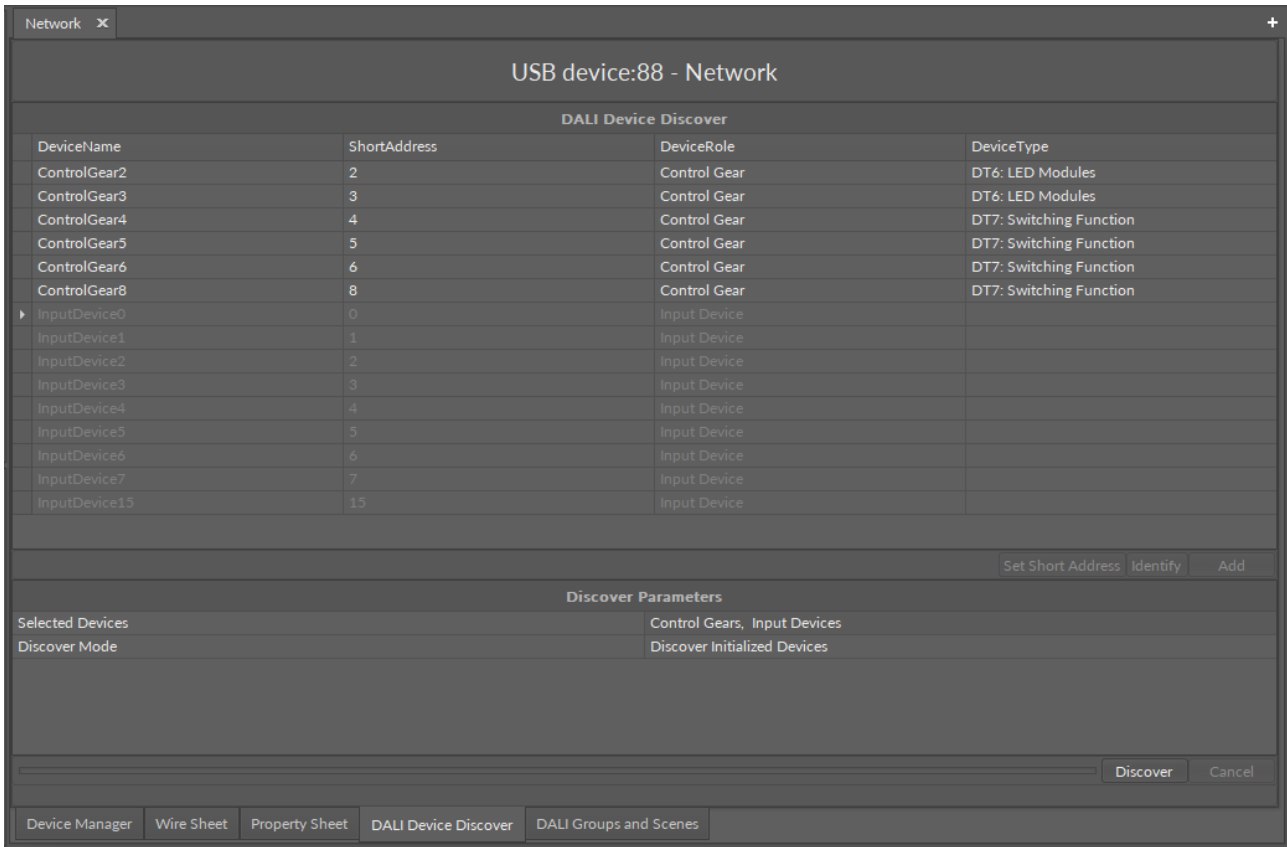 Network × +
USB device:88 - Network
DALI Device Discover
DeviceName ShortAddress DeviceRole DeviceType
ControlGear2 2 Control Gear DT6: LED Modules
ControlGear3 3 Control Gear DT6: LED Modules
ControlGear4 4 Control Gear DT7: Switching Function
ControlGear5 5 Control Gear DT7: Switching Function
ControlGear6 6 Control Gear DT7: Switching Function
ControlGear8 8 Control Gear DT7: Switching Function
InputDevice0 0 Input Device
InputDevice1 1 Input Device
InputDevice2 2 Input Device
InputDevice3 3 Input Device
InputDevice4 4 Input Device
InputDevice5 5 Input Device
InputDevice6 6 Input Device
InputDevice7 7 Input Device
InputDevice15 15 Input Device
Set Short Address Identify Add
Discover Parameters
Selected Devices Control Gears, Input Devices
Discover Mode Discover Initialized Devices
Discover Cancel
Device Manager Wire Sheet Property Sheet DALI Device Discover DALI Groups and Scenes